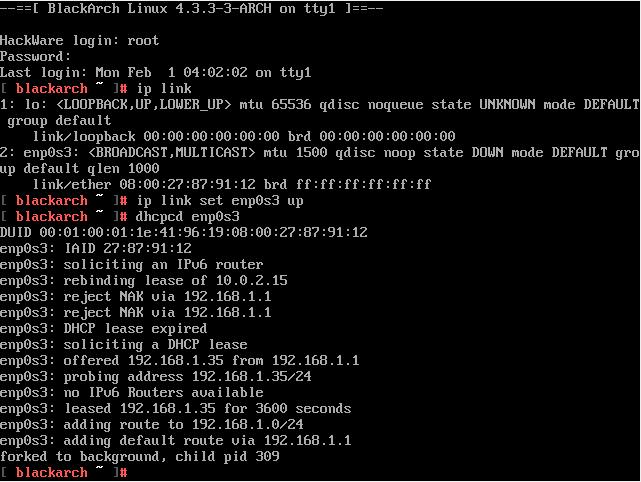 --==[ BlackArch Linux 4.3.3-3-ARCH on tty1 ]==--
HackWare login: root
Password:
Last login: Mon Feb  1 04:02:02 on tty1
[ blackarch ~ ]# ip link
1: lo: <LOOPBACK,UP,LOWER_UP> mtu 65536 qdisc noqueue state UNKNOWN mode DEFAULT
 group default
    link/loopback 00:00:00:00:00:00 brd 00:00:00:00:00:00
2: enp0s3: <BROADCAST,MULTICAST> mtu 1500 qdisc noop state DOWN mode DEFAULT gro
up default qlen 1000
    link/ether 08:00:27:87:91:12 brd ff:ff:ff:ff:ff:ff
[ blackarch ~ ]# ip link set enp0s3 up
[ blackarch ~ ]# dhcpcd enp0s3
DUID 00:01:00:01:1e:41:96:19:08:00:27:87:91:12
enp0s3: IAID 27:87:91:12
enp0s3: soliciting an IPv6 router
enp0s3: rebinding lease of 10.0.2.15
enp0s3: reject NAK via 192.168.1.1
enp0s3: reject NAK via 192.168.1.1
enp0s3: DHCP lease expired
enp0s3: soliciting a DHCP lease
enp0s3: offered 192.168.1.35 from 192.168.1.1
enp0s3: probing address 192.168.1.35/24
enp0s3: no IPv6 Routers available
enp0s3: leased 192.168.1.35 for 3600 seconds
enp0s3: adding route to 192.168.1.0/24
enp0s3: adding default route via 192.168.1.1
forked to background, child pid 309
[ blackarch ~ ]#